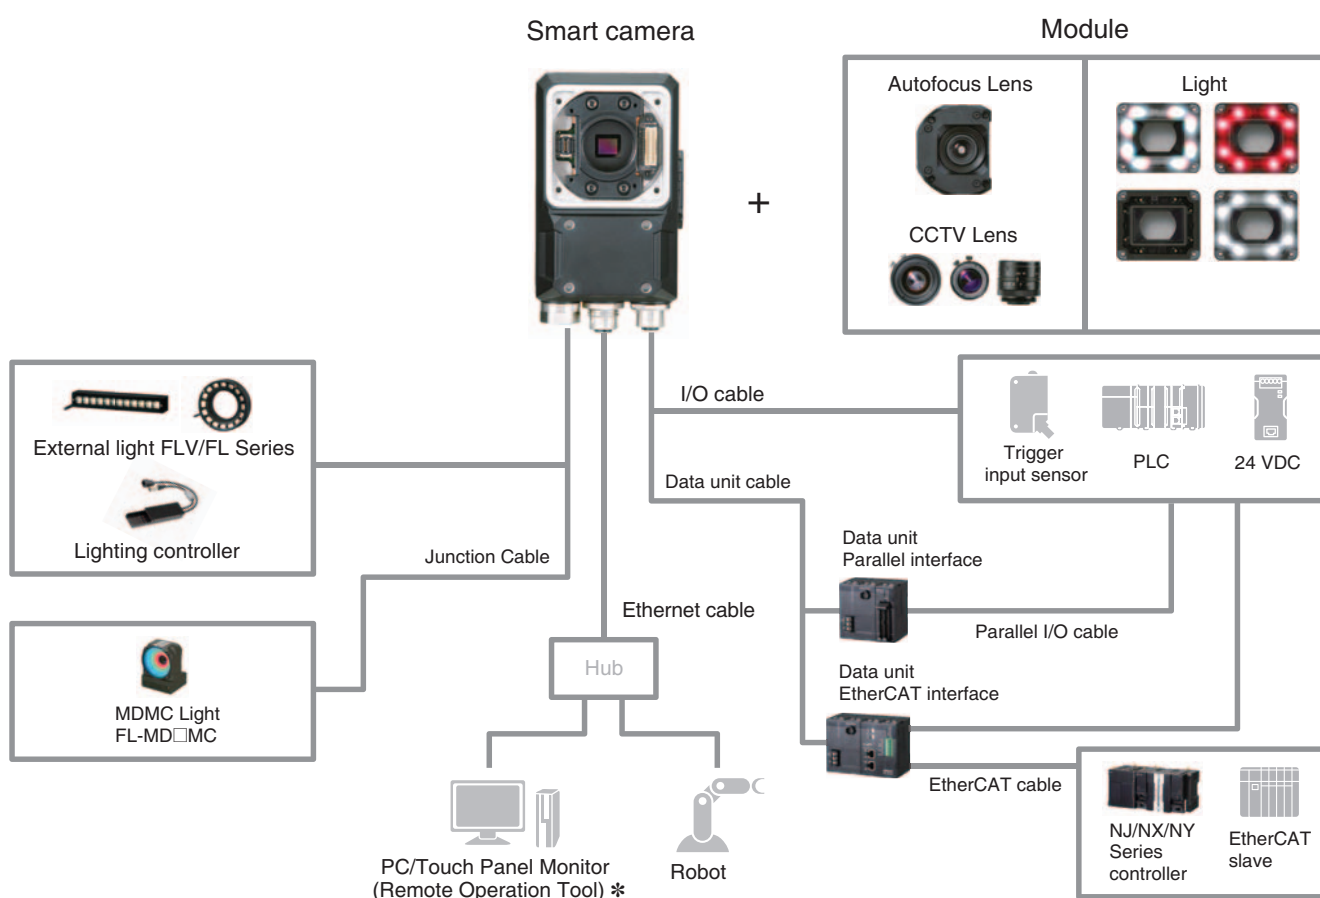 Smart camera
Module
Autofocus Lens
Light
+
CCTV Lens
External light FLV/FL Series
Lighting controller
I/O cable
Trigger
input sensor
PLC
24 VDC
Data unit cable
Junction Cable
Data unit
Parallel interface
Ethernet cable
Parallel I/O cable
Hub
MDMC Light
FL-MD□MC
Data unit
EtherCAT interface
EtherCAT cable
PC/Touch Panel Monitor
(Remote Operation Tool) ✻
Robot
NJ/NX/NY
Series
controller
EtherCAT
slave